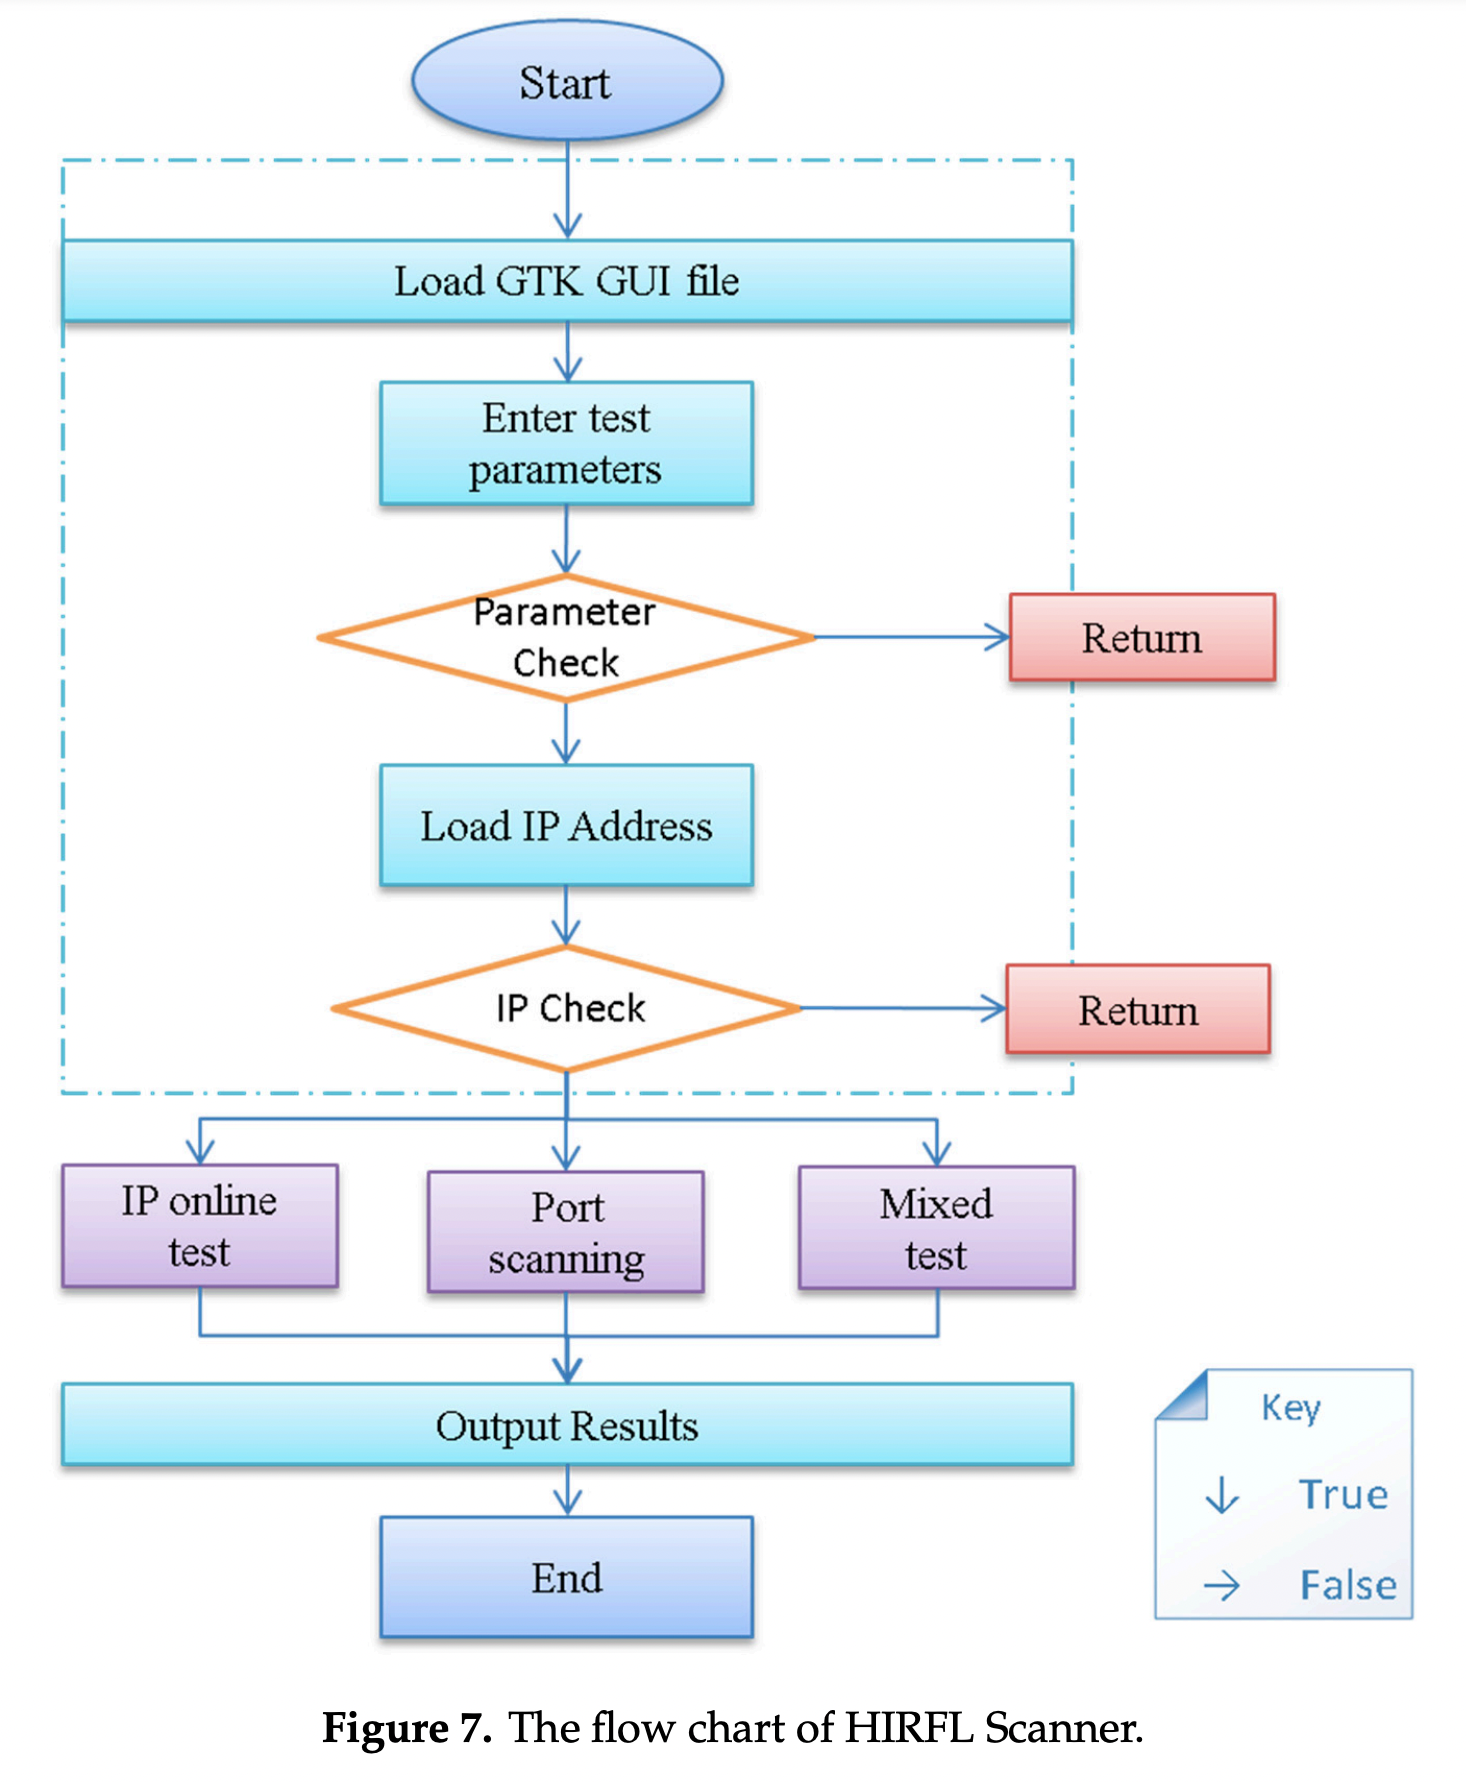 Start
Load GTK GUI file
Enter test
parameters
Parameter
Check
Return
Load IP Address
IP Check
Return
IP online
test
Port
scanning
Mixed
test
Output Results
End
Key
↓ True
→ False
Figure 7. The flow chart of HIRFL Scanner.